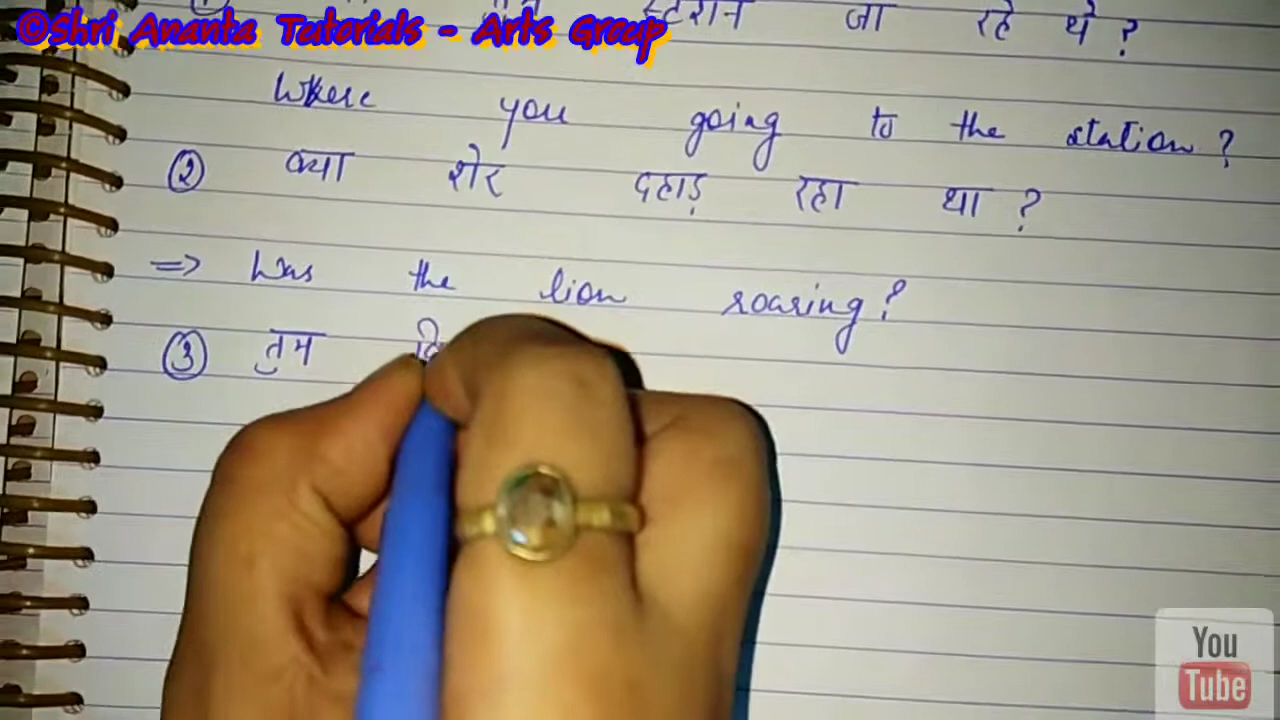 ©Shri Ananta Tutorials - Arts Group
स्टेशन जा रहे थे ?
Where you going to the station ?
② क्या शेर दहाड़ रहा था ?
=> Was the lion roaring ?
③ तुम
You
Tube